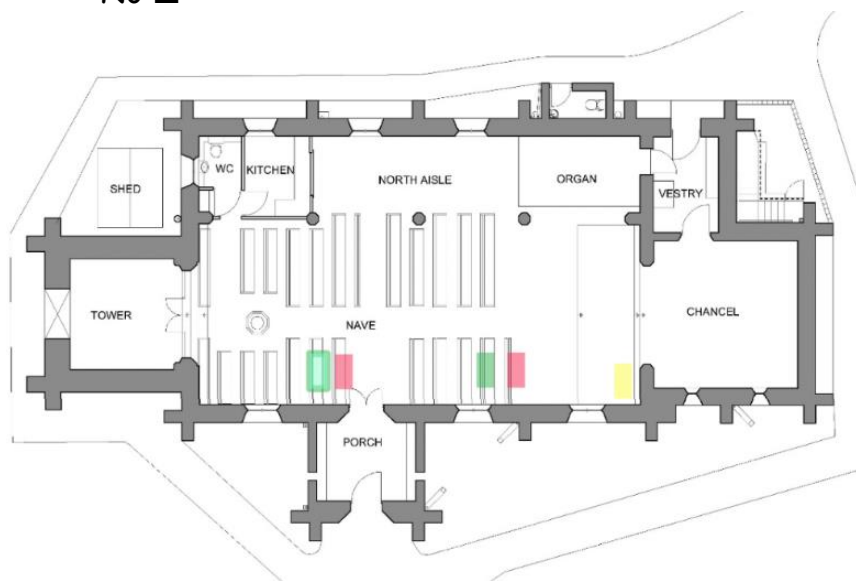 WC
KITCHEN
NORTH AISLE
ORGAN
VESTRY
SHED
TOWER
NAVE
CHANCEL
PORCH